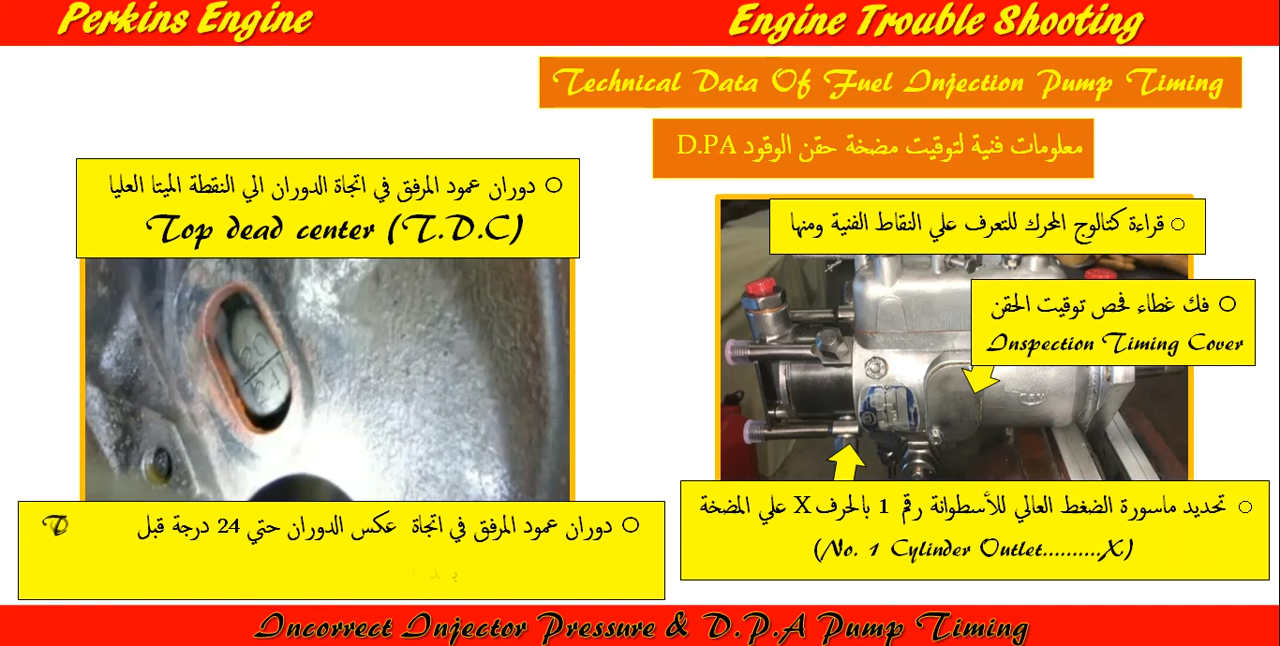 Perkins Engine
Engine Trouble Shooting
Technical Data Of Fuel Injection Pump Timing
معلومات فنية لتوقيت مضخة حقن الوقود D.PA
○ دوران عمود المرفق في اتجاة الدوران الي النقطة الميتا العليا
Top dead center (T.D.C)
○ قراءة كتالوج المحرك للتعرف علي النقاط الفنية ومنها
○ فك غطاء فحص توقيت الحقن
Inspection Timing Cover
20
24
○ تحديد ماسورة الضغط العالي للأسطوانة رقم 1 بالحرف X علي المضخة
(No. 1 Cylinder Outlet..........X)
○ دوران عمود المرفق في اتجاة عكس الدوران حتي 24 درجة قبل
Incorrect Injector Pressure & D.P.A Pump Timing